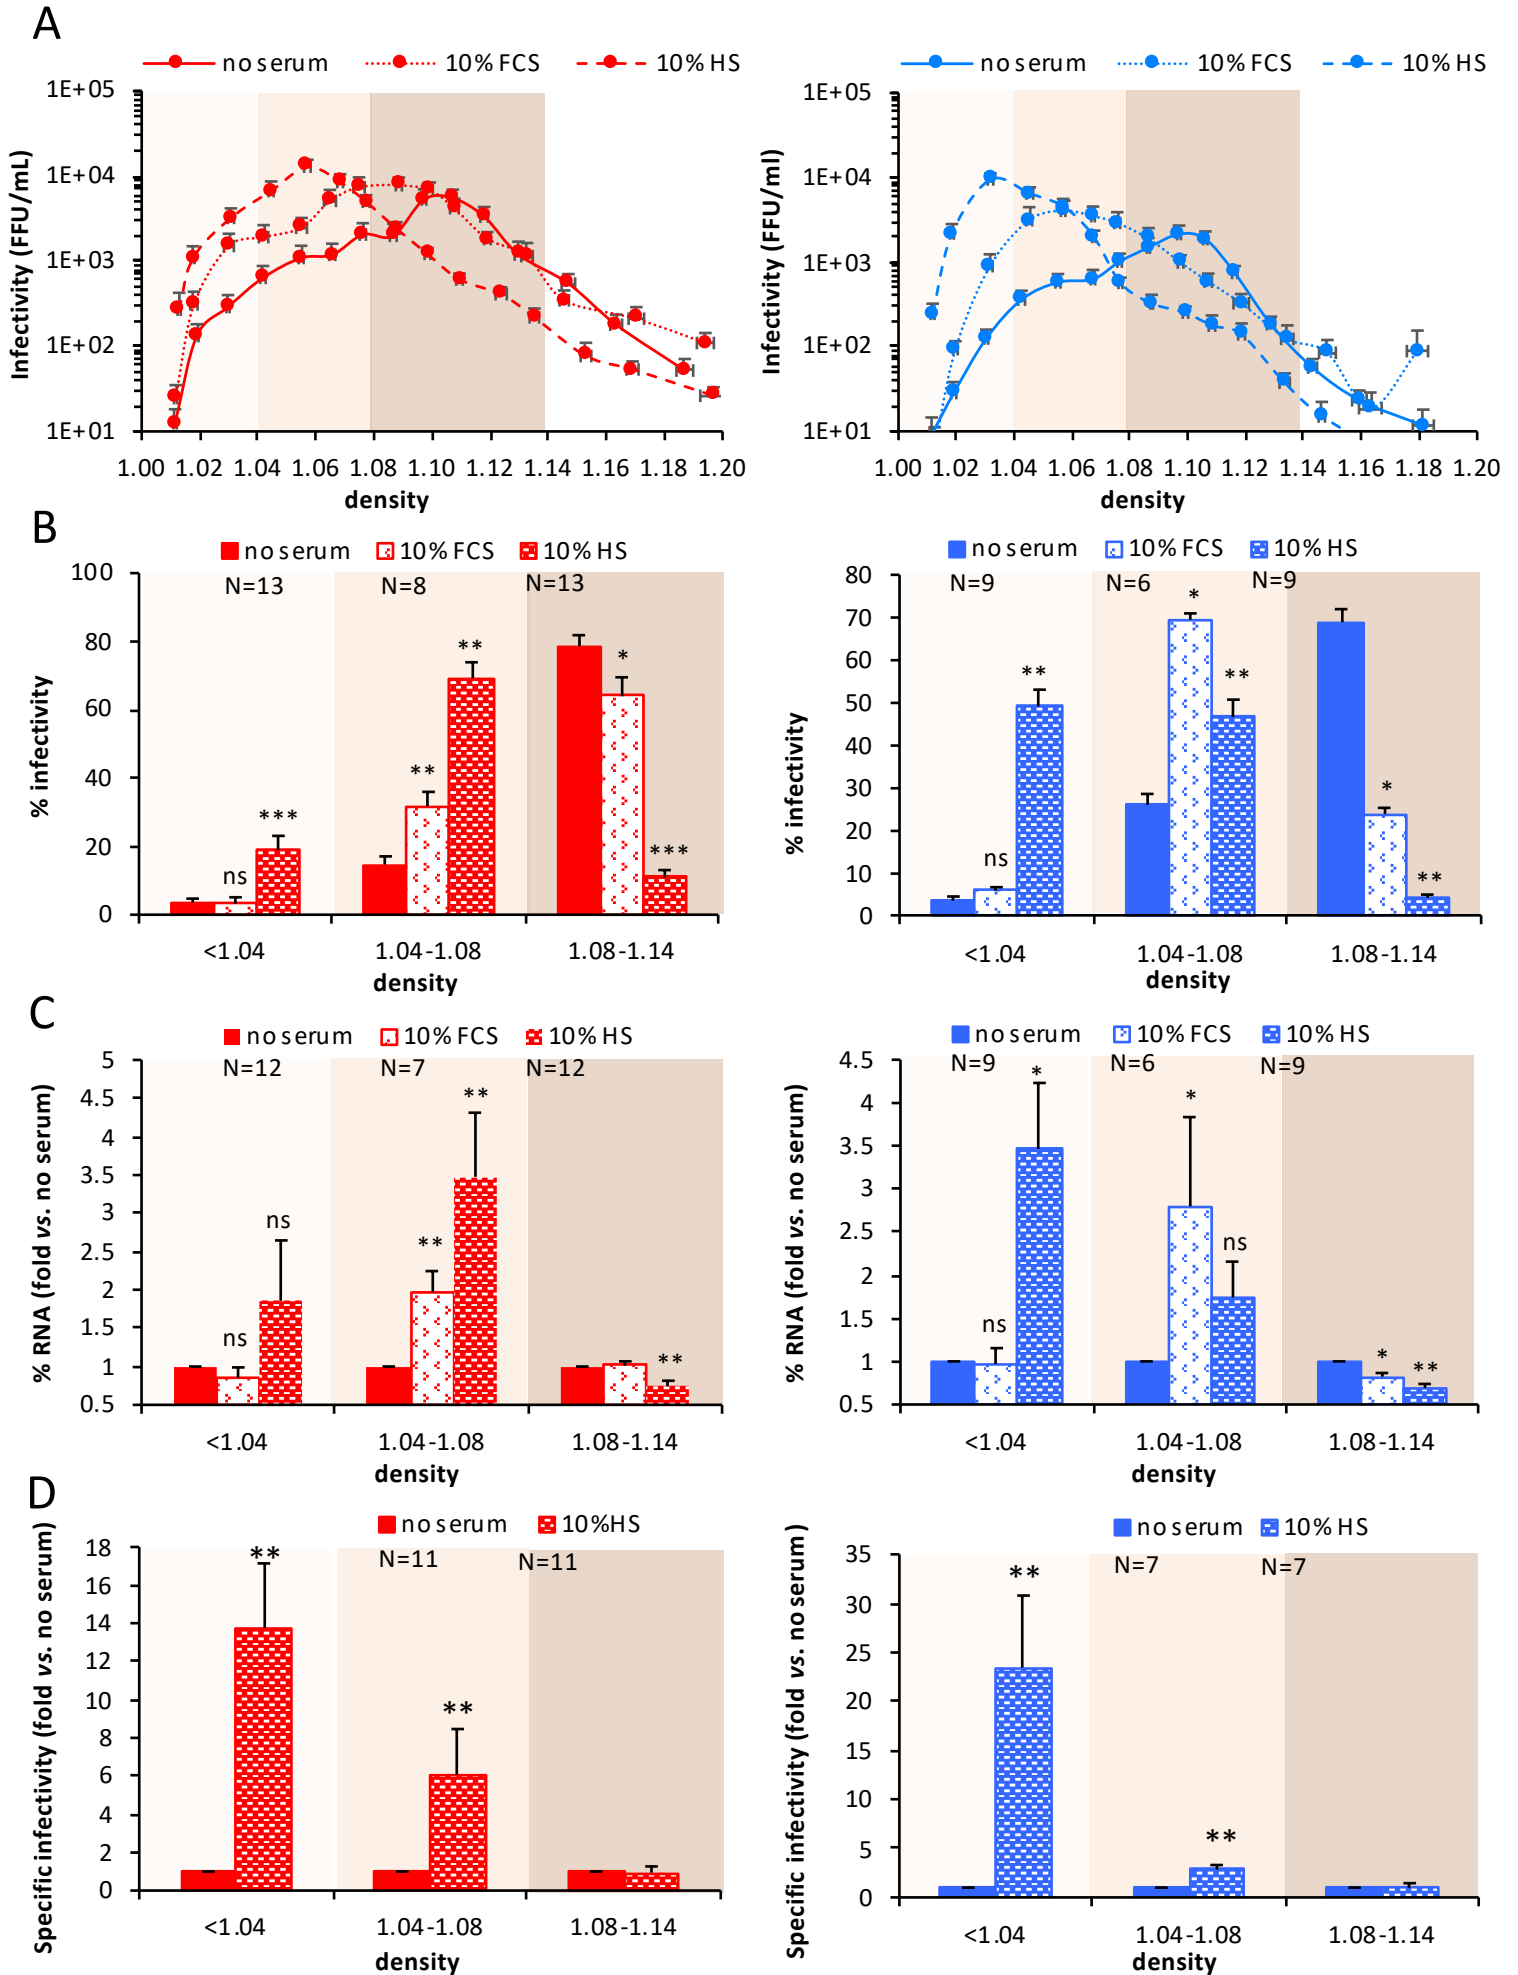 A
no serum 10% FCS 10% HS
Infectivity (FFU/mL)
1E+05
1E+04
1E+03
1E+02
1E+01
1.00 1.02 1.04 1.06 1.08 1.10 1.12 1.14 1.16 1.18 1.20
density
no serum 10% FCS 10% HS
Infectivity (FFU/ml)
1E+05
1E+04
1E+03
1E+02
1E+01
1.00 1.02 1.04 1.06 1.08 1.10 1.12 1.14 1.16 1.18 1.20
density
B
no serum 10% FCS 10% HS
N=13 N=8 N=13
% infectivity
100
80
60
40
20
0
ns *** ** ** * ***
<1.04 1.04-1.08 1.08-1.14
density
no serum 10% FCS 10% HS
N=9 N=6 N=9
% infectivity
80
70
60
50
40
30
20
10
0
ns ** * ** * **
<1.04 1.04-1.08 1.08-1.14
density
C
no serum 10% FCS 10% HS
N=12 N=7 N=12
% RNA (fold vs. no serum)
5
4.5
4
3.5
3
2.5
2
1.5
1
0.5
ns ns ** ** **
<1.04 1.04-1.08 1.08-1.14
density
no serum 10% FCS 10% HS
N=9 N=6 N=9
% RNA (fold vs. no serum)
4.5
4
3.5
3
2.5
2
1.5
1
0.5
ns * * ns * **
<1.04 1.04-1.08 1.08-1.14
density
D
no serum 10%HS
N=11 N=11
Specific infectivity (fold vs. no serum)
18
16
14
12
10
8
6
4
2
0
** **
<1.04 1.04-1.08 1.08-1.14
density
no serum 10% HS
N=7 N=7
Specific infectivity (fold vs. no serum)
35
30
25
20
15
10
5
0
** **
<1.04 1.04-1.08 1.08-1.14
density